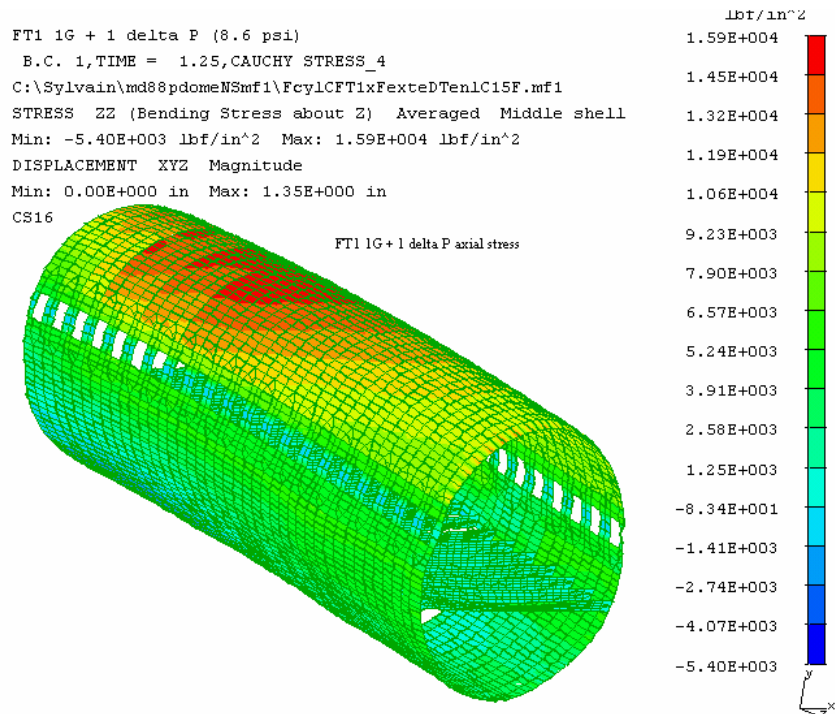 FT1 1G + 1 delta P (8.6 psi)
B.C. 1,TIME = 1.25,CAUCHY STRESS_4
C:\Sylvain\md88pdomeNSmf1\FcylCFT1xFexteDTenlC15F.mf1
STRESS ZZ (Bending Stress about Z) Averaged Middle shell
Min: -5.40E+003 lbf/in^2 Max: 1.59E+004 lbf/in^2
DISPLACEMENT XYZ Magnitude
Min: 0.00E+000 in Max: 1.35E+000 in
CS16
FT1 1G + 1 delta P axial stress
lbf/in^2
1.59E+004
1.45E+004
1.32E+004
1.19E+004
1.06E+004
9.23E+003
7.90E+003
6.57E+003
5.24E+003
3.91E+003
2.58E+003
1.25E+003
-8.34E+001
-1.41E+003
-2.74E+003
-4.07E+003
-5.40E+003
y
x